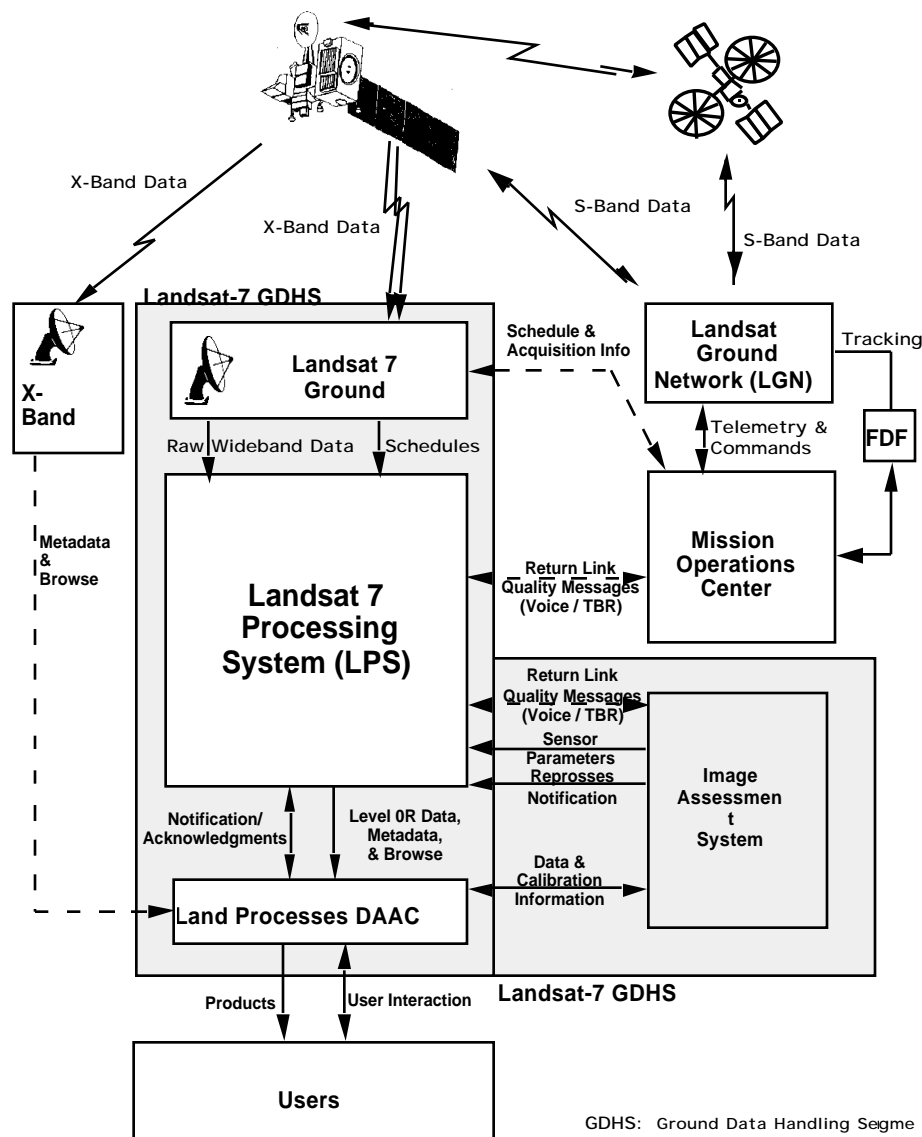 X-Band Data
X-Band Data
S-Band Data
S-Band Data
Landsat-7 GDHS
X-
Band
Landsat 7
Ground
Schedule &
Acquisition Info
Landsat
Ground
Network (LGN)
Tracking
FDF
Raw Wideband Data
Schedules
Telemetry &
Commands
Metadata
&
Browse
Landsat 7
Processing
System (LPS)
Return Link
Quality Messages
(Voice / TBR)
Mission
Operations
Center
Return Link
Quality Messages
(Voice / TBR)
Sensor
Parameters
Reprosses
Notification
Image
Assessmen
t
System
Notification/
Acknowledgments
Level 0R Data,
Metadata,
& Browse
Data &
Calibration
Information
Land Processes DAAC
Landsat-7 GDHS
Products
User Interaction
Users
GDHS: Ground Data Handling Segme